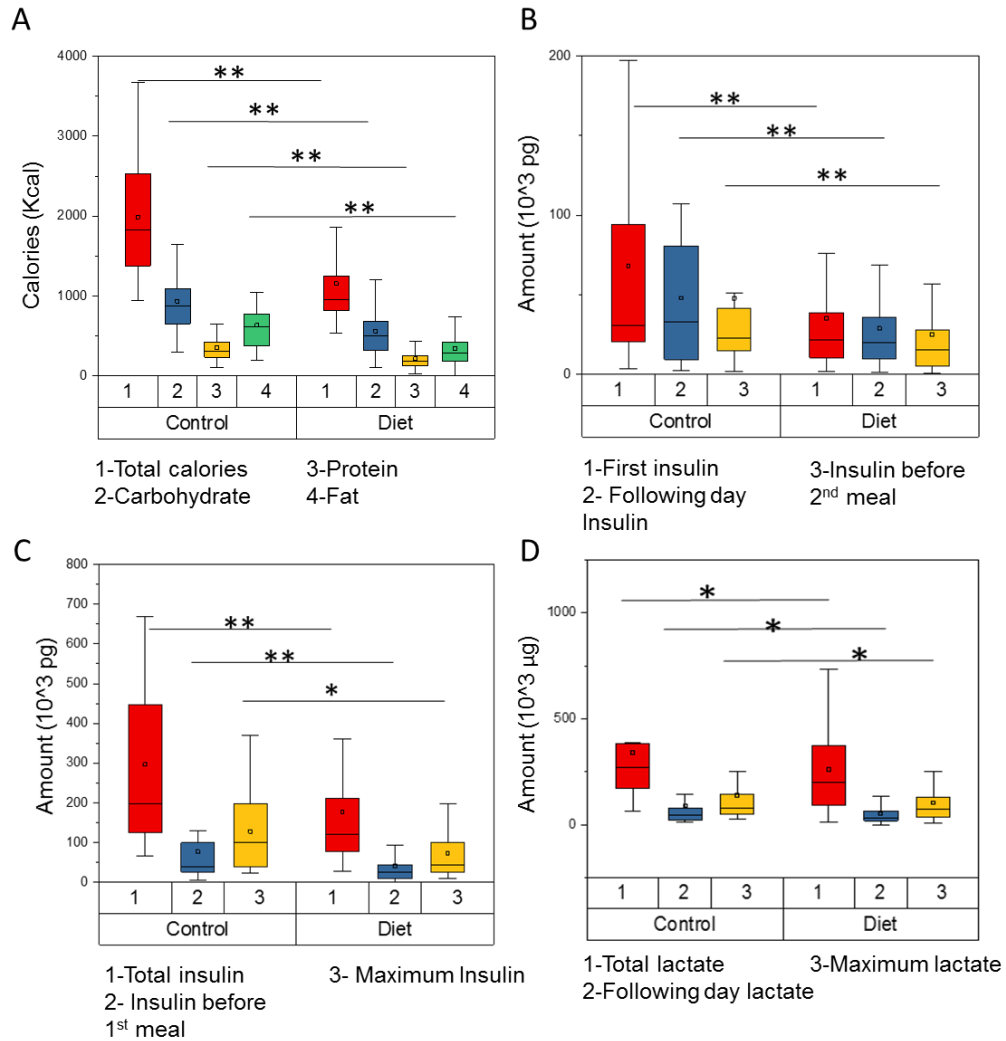 A
Calories (Kcal)
4000
3000
2000
1000
0
**
**
**
**
1 2 3 4 1 2 3 4
Control Diet
1-Total calories 3-Protein
2-Carbohydrate 4-Fat
B
Amount (10^3 pg)
200
100
0
**
**
**
1 2 3 1 2 3
Control Diet
1-First insulin 3-Insulin before
2- Following day 2nd meal
Insulin
C
Amount (10^3 pg)
800
700
600
500
400
300
200
100
0
**
**
*
1 2 3 1 2 3
Control Diet
1-Total insulin 3- Maximum Insulin
2- Insulin before
1st meal
D
Amount (10^3 µg)
1000
500
0
*
*
*
1 2 3 1 2 3
Control Diet
1-Total lactate 3-Maximum lactate
2-Following day lactate